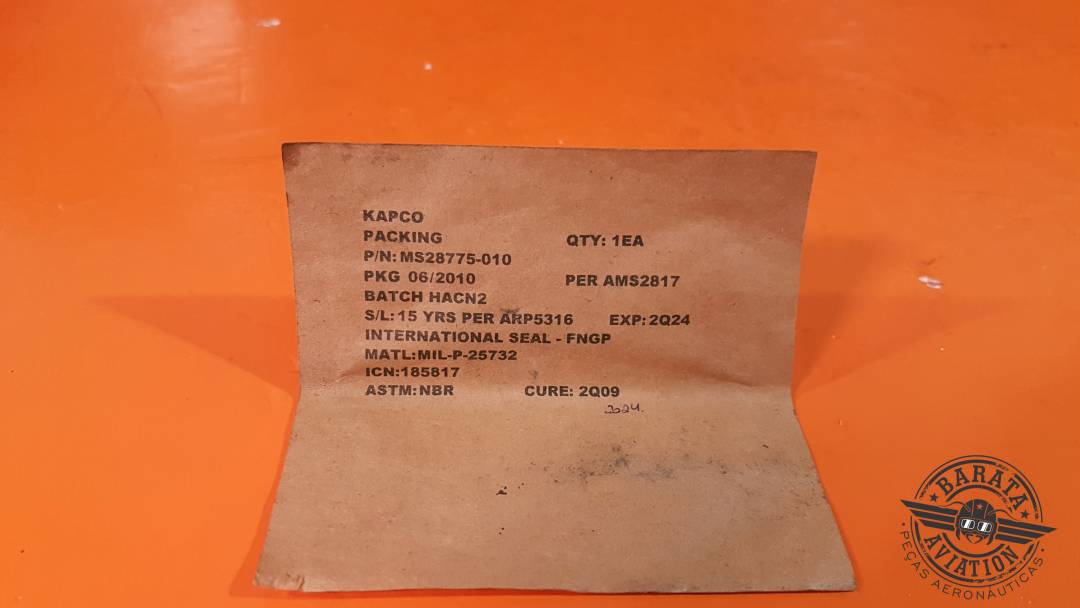 KAPCO
PACKING QTY: 1EA
P/N: MS28775-010
PKG 06/2010 PER AMS2817
BATCH HACN2
S/L: 15 YRS PER ARP5316 EXP: 2Q24
INTERNATIONAL SEAL - FNGP
MATL:MIL-P-25732
ICN:185817
ASTM:NBR CURE: 2Q09
2024.
BARATA
AVIATION
PEÇAS AERONÁUTICAS